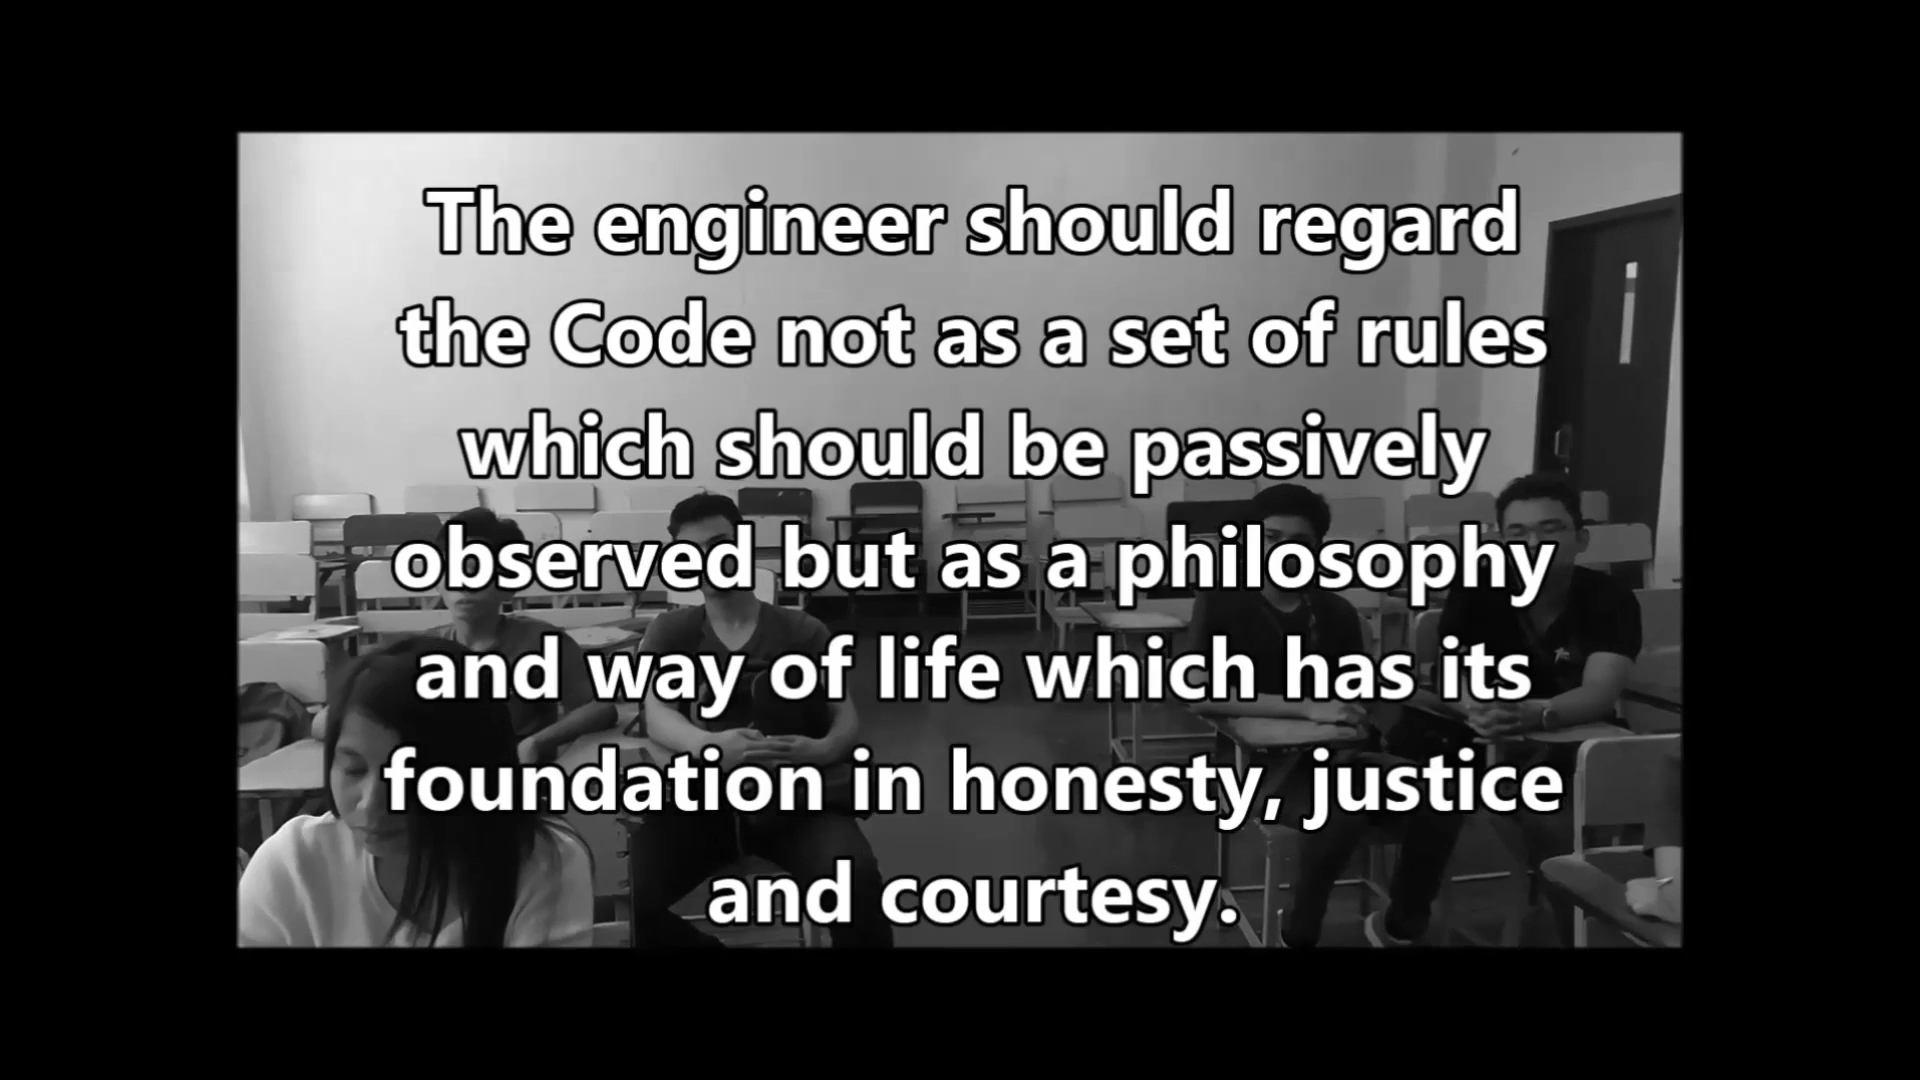 The engineer should regard
the Code not as a set of rules
which should be passively
observed but as a philosophy
and way of life which has its
foundation in honesty, justice
and courtesy.